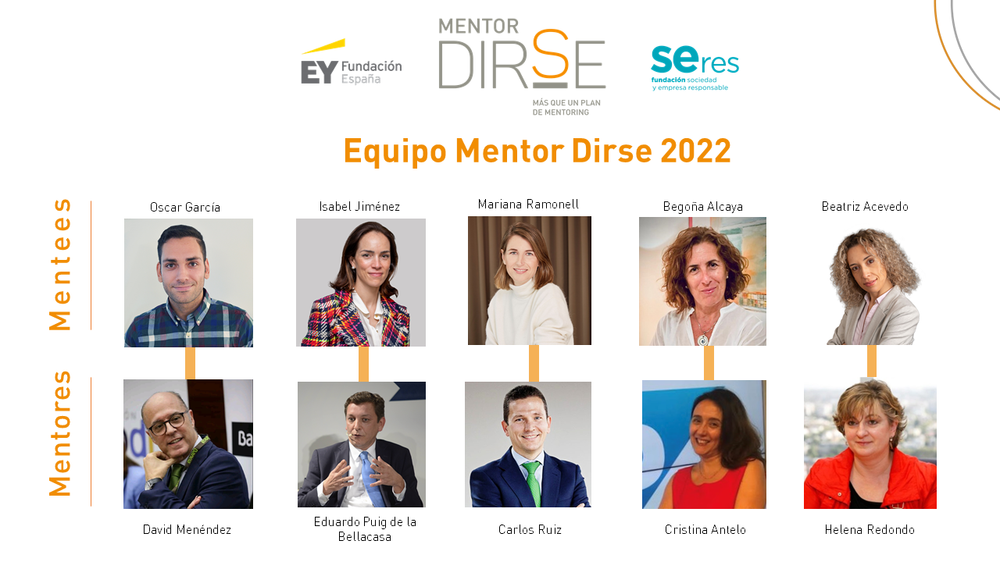 MENTOR
DIRSE
MÁS QUE UN PLAN
DE MENTORING
EY Fundación
España
seres
fundación sociedad
y empresa responsable
Equipo Mentor Dirse 2022
Mentees
Oscar García
Isabel Jiménez
Mariana Ramonell
Begoña Alcaya
Beatriz Acevedo
Mentores
Ba
David Menéndez
Eduardo Puig de la
Bellacasa
Carlos Ruiz
Cristina Antelo
Helena Redondo